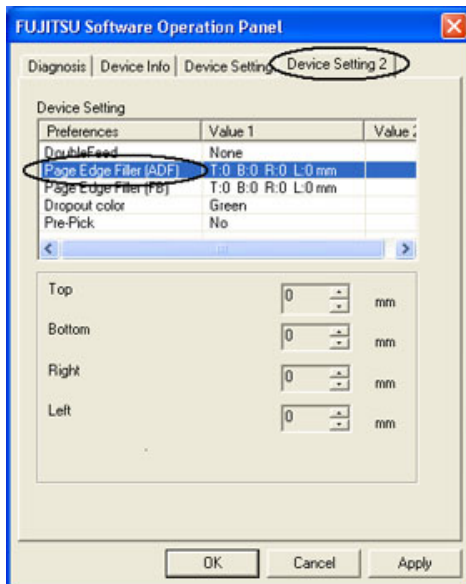 FUJITSU Software Operation Panel
Diagnosis Device Info Device Setting Device Setting 2
Device Setting
Preferences Value 1 Value 2
DoubleFeed None
Page Edge Filler (ADF) T:0 B:0 R:0 L:0 mm
Page Edge Filler (FB) T:0 B:0 R:0 L:0 mm
Dropout color Green
Pre-Pick No
Top 0 mm
Bottom 0 mm
Right 0 mm
Left 0 mm
OK Cancel Apply